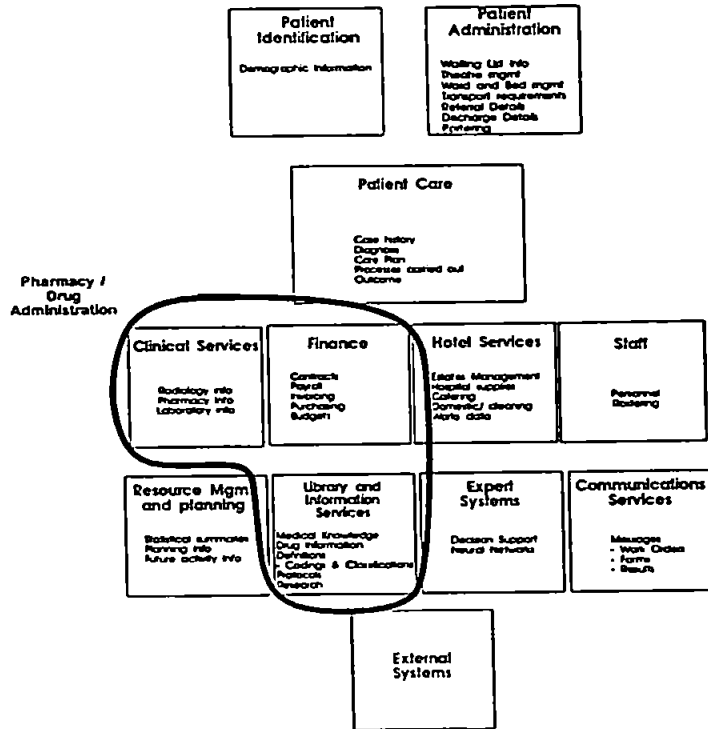 Patient
Identification
Demographic Information
Patient
Administration
Waiting List Info
Theatre mgmt
Ward and Bed mgmt
Transport requirements
Referral Details
Discharge Details
Portering
Patient Care
Case history
Diagnosis
Care Plan
Processes carried out
Outcome
Pharmacy /
Drug
Administration
Clinical Services
Radiology info
Pharmacy info
Laboratory info
Finance
Contracts
Payroll
Invoicing
Purchasing
Budgets
Hotel Services
Estates Management
Hospital supplies
Catering
Domestic/ cleaning
Works data
Staff
Personnel
Rostering
Resource Mgm
and planning
Statistical summaries
Planning info
Future activity info
Library and
Information
Services
Medical Knowledge
Drug Information
Definitions
- Codings & Classifications
Protocols
Research
Expert
Systems
Decision Support
Neural Networks
Communications
Services
Messages
- Work Orders
- Forms
- Results
External
Systems